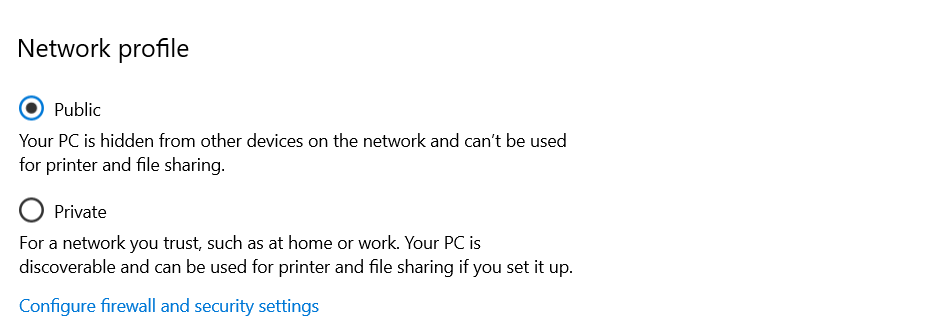 Network profile
Public
Your PC is hidden from other devices on the network and can't be used
for printer and file sharing.
Private
For a network you trust, such as at home or work. Your PC is
discoverable and can be used for printer and file sharing if you set it up.
Configure firewall and security settings